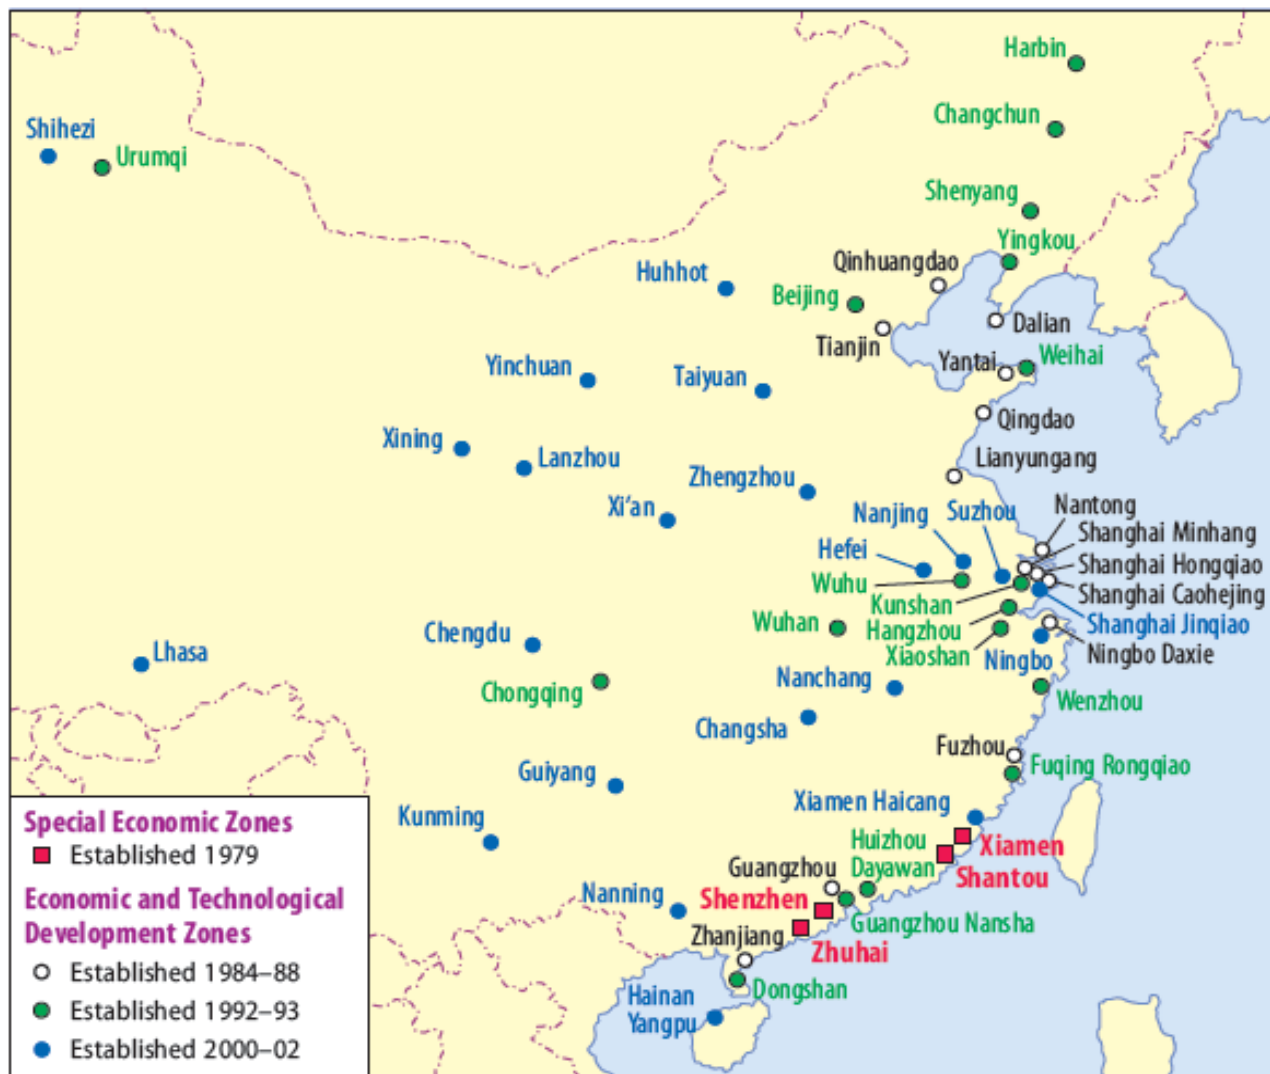 Harbin
Changchun
Shihezi
Urumqi
Shenyang
Yingkou
Qinhuangdao
Huhhot
Beijing
Dalian
Tianjin
Yantai
Weihai
Yinchuan
Taiyuan
Qingdao
Xining
Lanzhou
Lianyungang
Zhengzhou
Xi'an
Nanjing
Suzhou
Nantong
Shanghai Minhang
Hefei
Shanghai Hongqiao
Wuhu
Kunshan
Shanghai Caohejing
Wuhan
Hangzhou
Shanghai Jinqiao
Chengdu
Xiaoshan
Ningbo
Ningbo Daxie
Lhasa
Chongqing
Nanchang
Wenzhou
Changsha
Fuzhou
Fuqing Rongqiao
Guiyang
Xiamen Haicang
Kunming
Huizhou
Dayawan
Xiamen
Guangzhou
Shantou
Nanning
Shenzhen
Guangzhou Nansha
Zhanjiang
Zhuhai
Dongshan
Hainan
Yangpu
Special Economic Zones
Established 1979
Economic and Technological
Development Zones
Established 1984–88
Established 1992–93
Established 2000–02